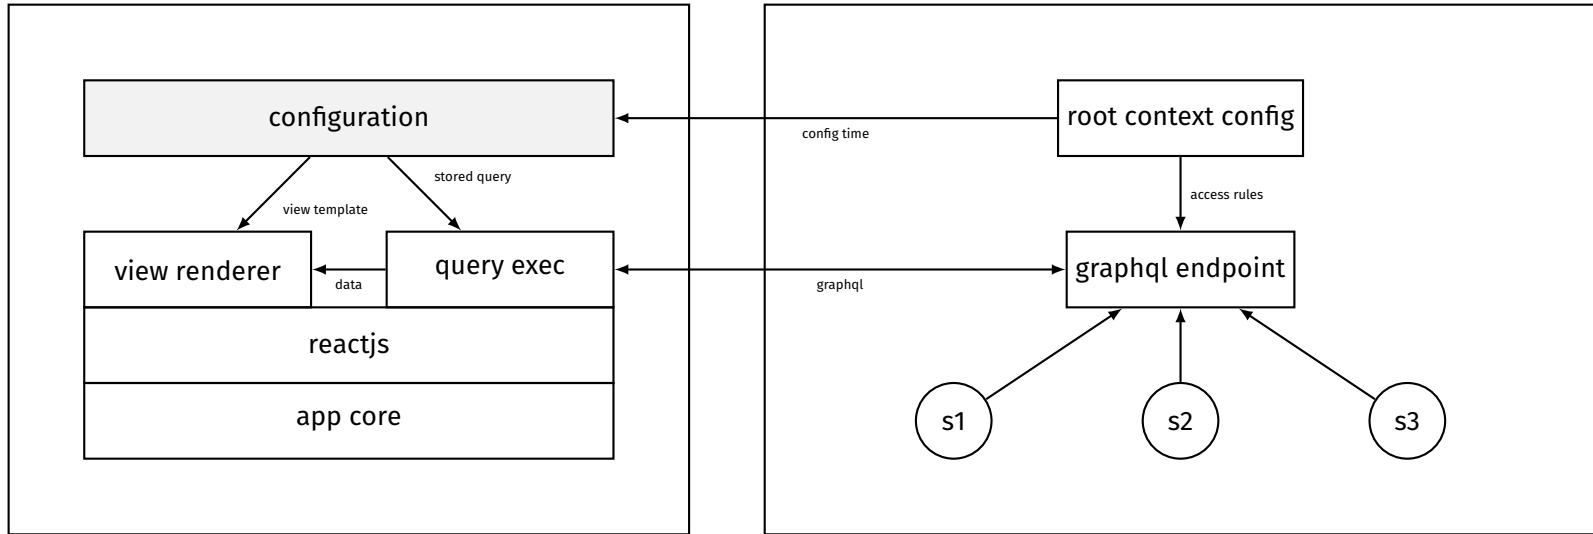 configuration
root context config
config time
stored query
access rules
view template
view renderer
query exec
graphql endpoint
data
graphql
reactjs
app core
s1
s2
s3